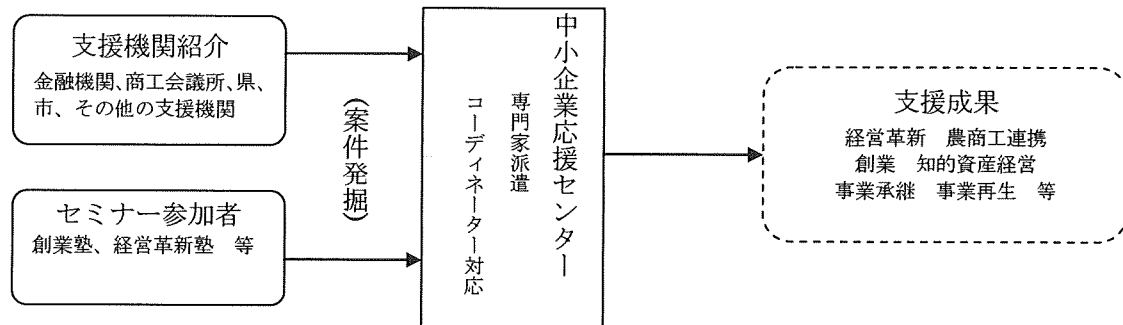 支援機関紹介
金融機関、商工会議所、県、
市、その他の支援機関
セミナー参加者
創業塾、経営革新塾　等
(案件発掘)
中小企業応援センター
専門家派遣
コーディネーター対応
支援成果
経営革新　農商工連携
創業　知的資産経営
事業承継　事業再生　等